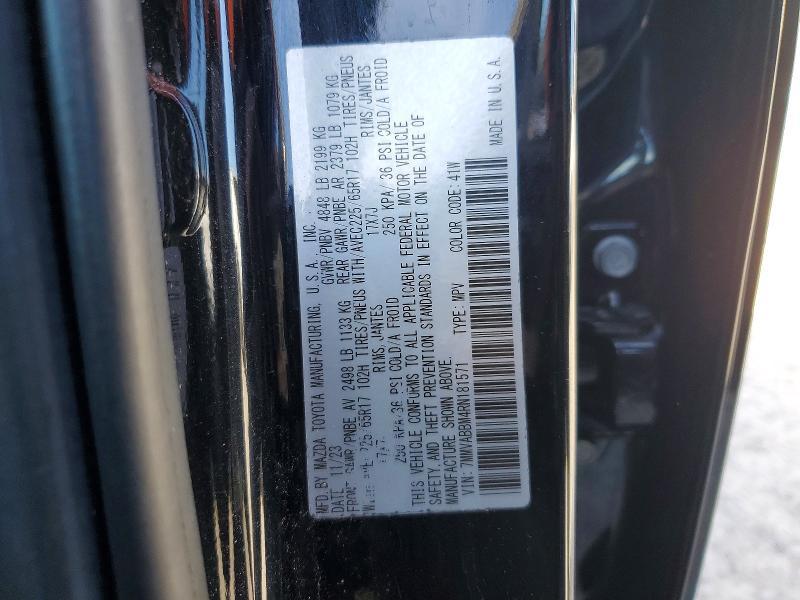 MFD.BY MAZDA TOYOTA MANUFACTURING, U.S.A., INC.
DATE 11/23 GVWR/PNBV 4848 LB 2199 KG
FRONT GAWR/PNBE AV 2498 LB 1133 KG REAR GAWR/PNBE AR 2379 LB 1079 KG
225/65R17 102H TIRES/PNEUS WITH/AVEC 225/65R17 102H TIRES/PNEUS
RIMS/JANTES 17X7J RIMS/JANTES
250 KPA/36 PSI COLD/A FROID 250 KPA/ 36 PSI COLD/A FROID
THIS VEHICLE CONFORMS TO ALL APPLICABLE FEDERAL MOTOR VEHICLE
SAFETY AND THEFT PREVENTION STANDARDS IN EFFECT ON THE DATE OF
MANUFACTURE SHOWN ABOVE.
VIN: 7MMVABBM4RN181571 TYPE: MPV COLOR CODE: 41W MADE IN U.S.A.